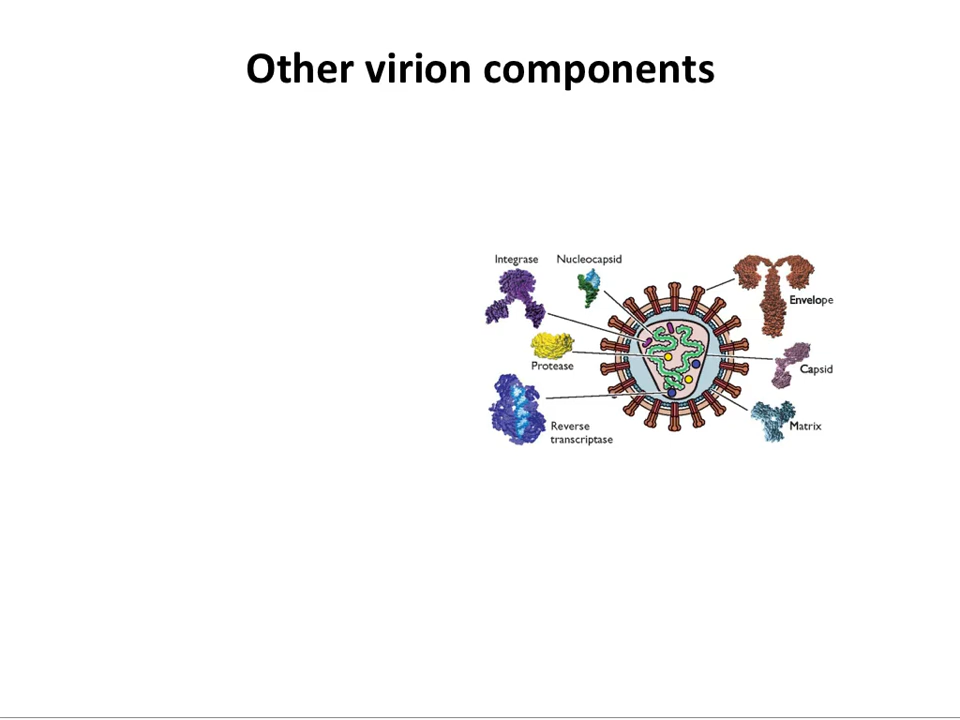 Other virion components
Integrase
Nucleocapsid
Envelope
Protease
Capsid
Reverse
transcriptase
Matrix